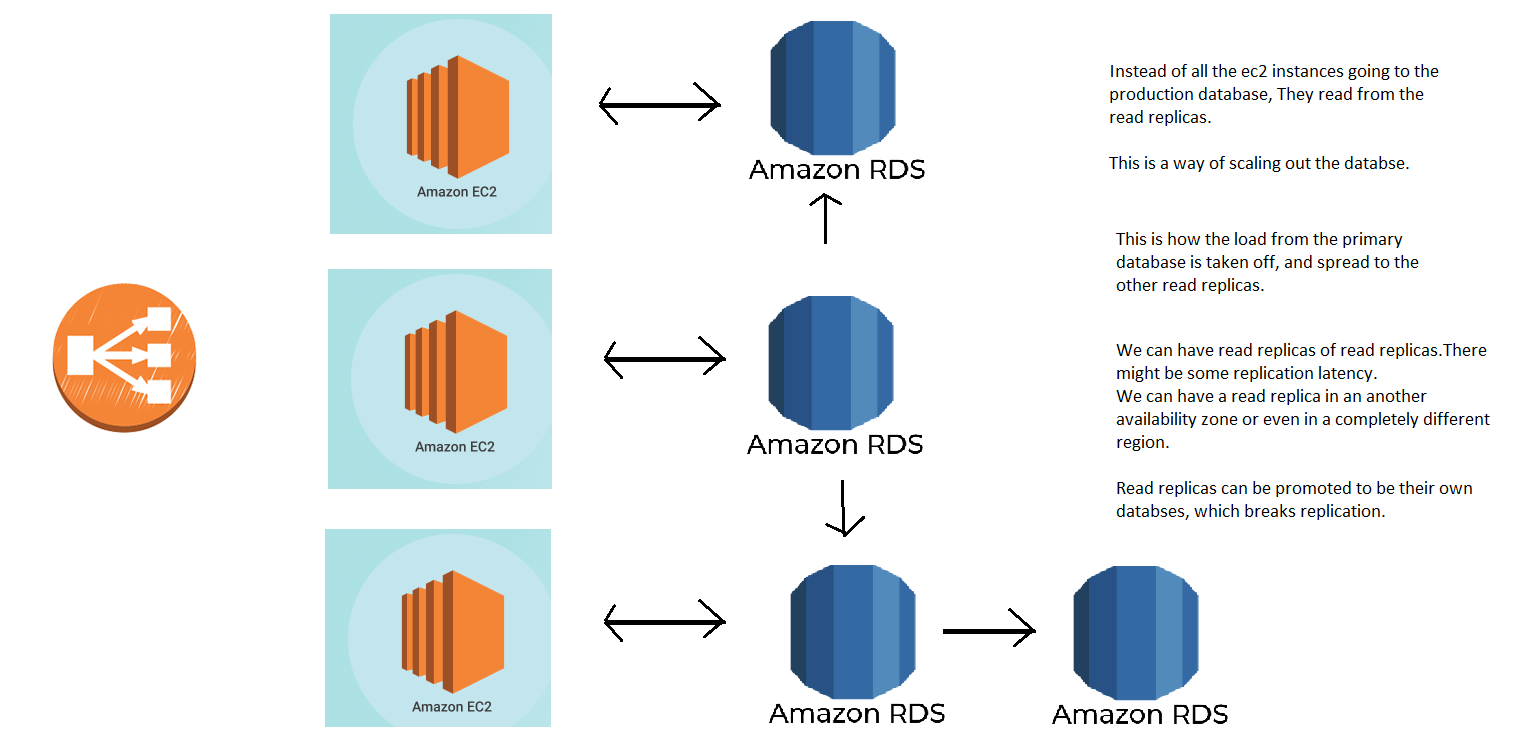 Amazon EC2
Amazon RDS
Instead of all the ec2 instances going to the
production database, They read from the
read replicas.
This is a way of scaling out the databse.
This is how the load from the primary
database is taken off, and spread to the
other read replicas.
Amazon EC2
Amazon RDS
We can have read replicas of read replicas.There
might be some replication latency.
We can have a read replica in an another
availability zone or even in a completely different
region.
Read replicas can be promoted to be their own
databses, which breaks replication.
Amazon EC2
Amazon RDS
Amazon RDS